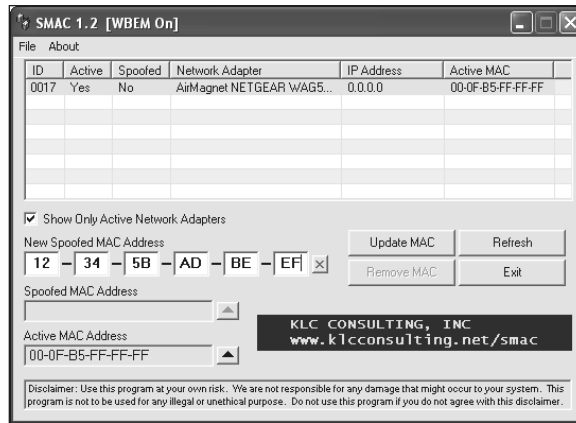 SMAC 1.2 [WBEM On]
File About
ID Active Spoofed Network Adapter IP Address Active MAC
0017 Yes No AirMagnet NETGEAR WAG5... 0.0.0.0 00-0F-B5-FF-FF-FF
Show Only Active Network Adapters
New Spoofed MAC Address
12 - 34 - 5B - AD - BE - EF
Update MAC Refresh
Remove MAC Exit
Spoofed MAC Address
KLC CONSULTING, INC
www.klcconsulting.net/smac
Active MAC Address
00-0F-B5-FF-FF-FF
Disclaimer: Use this program at your own risk. We are not responsible for any damage that might occur to your system. This
program is not to be used for any illegal or unethical purpose. Do not use this program if you do not agree with this disclaimer.